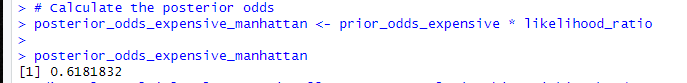 > # Calculate the posterior odds
> posterior_odds_expensive_manhattan <- prior_odds_expensive * likelihood_ratio
>
> posterior_odds_expensive_manhattan
[1] 0.6181832